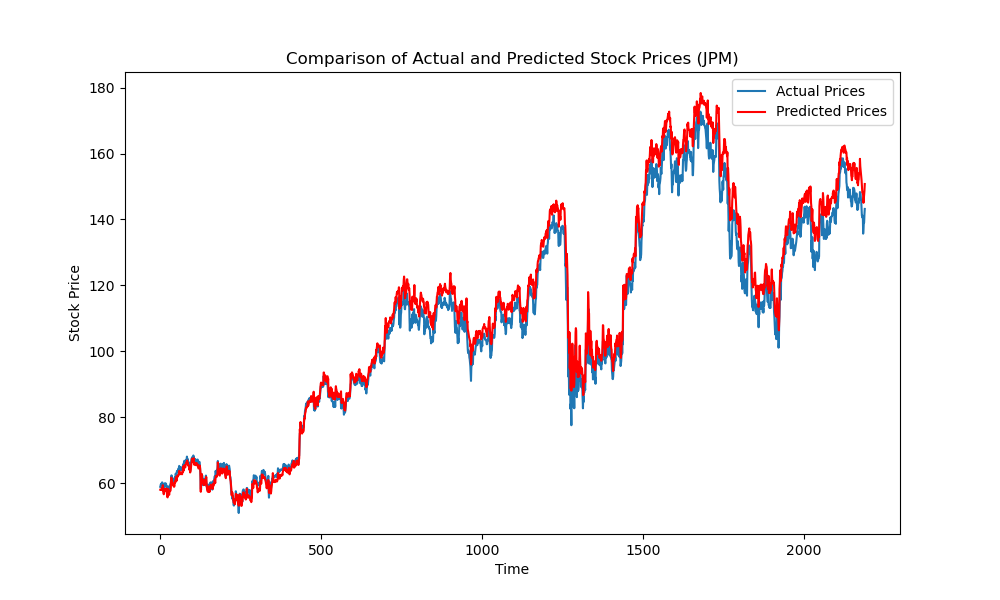 Comparison of Actual and Predicted Stock Prices (JPM)
Actual Prices
Predicted Prices
Stock Price
180
160
140
120
100
80
60
0 500 1000 1500 2000
Time